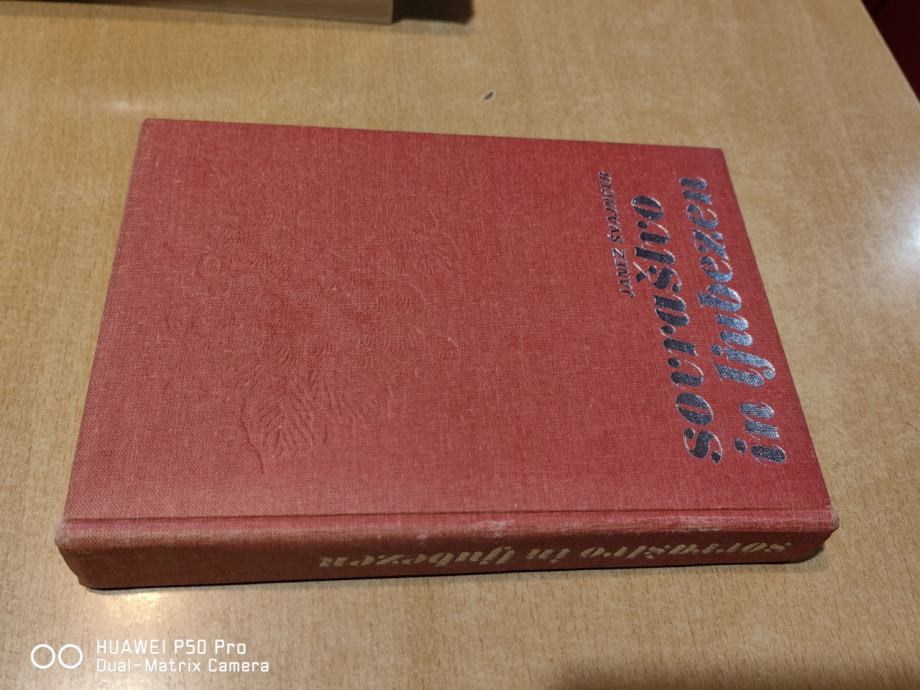 JANEZ ŠVAJNCER
sovraštvo
in ljubezen
sovraštvo in ljubezen
HUAWEI P50 Pro
Dual-Matrix Camera